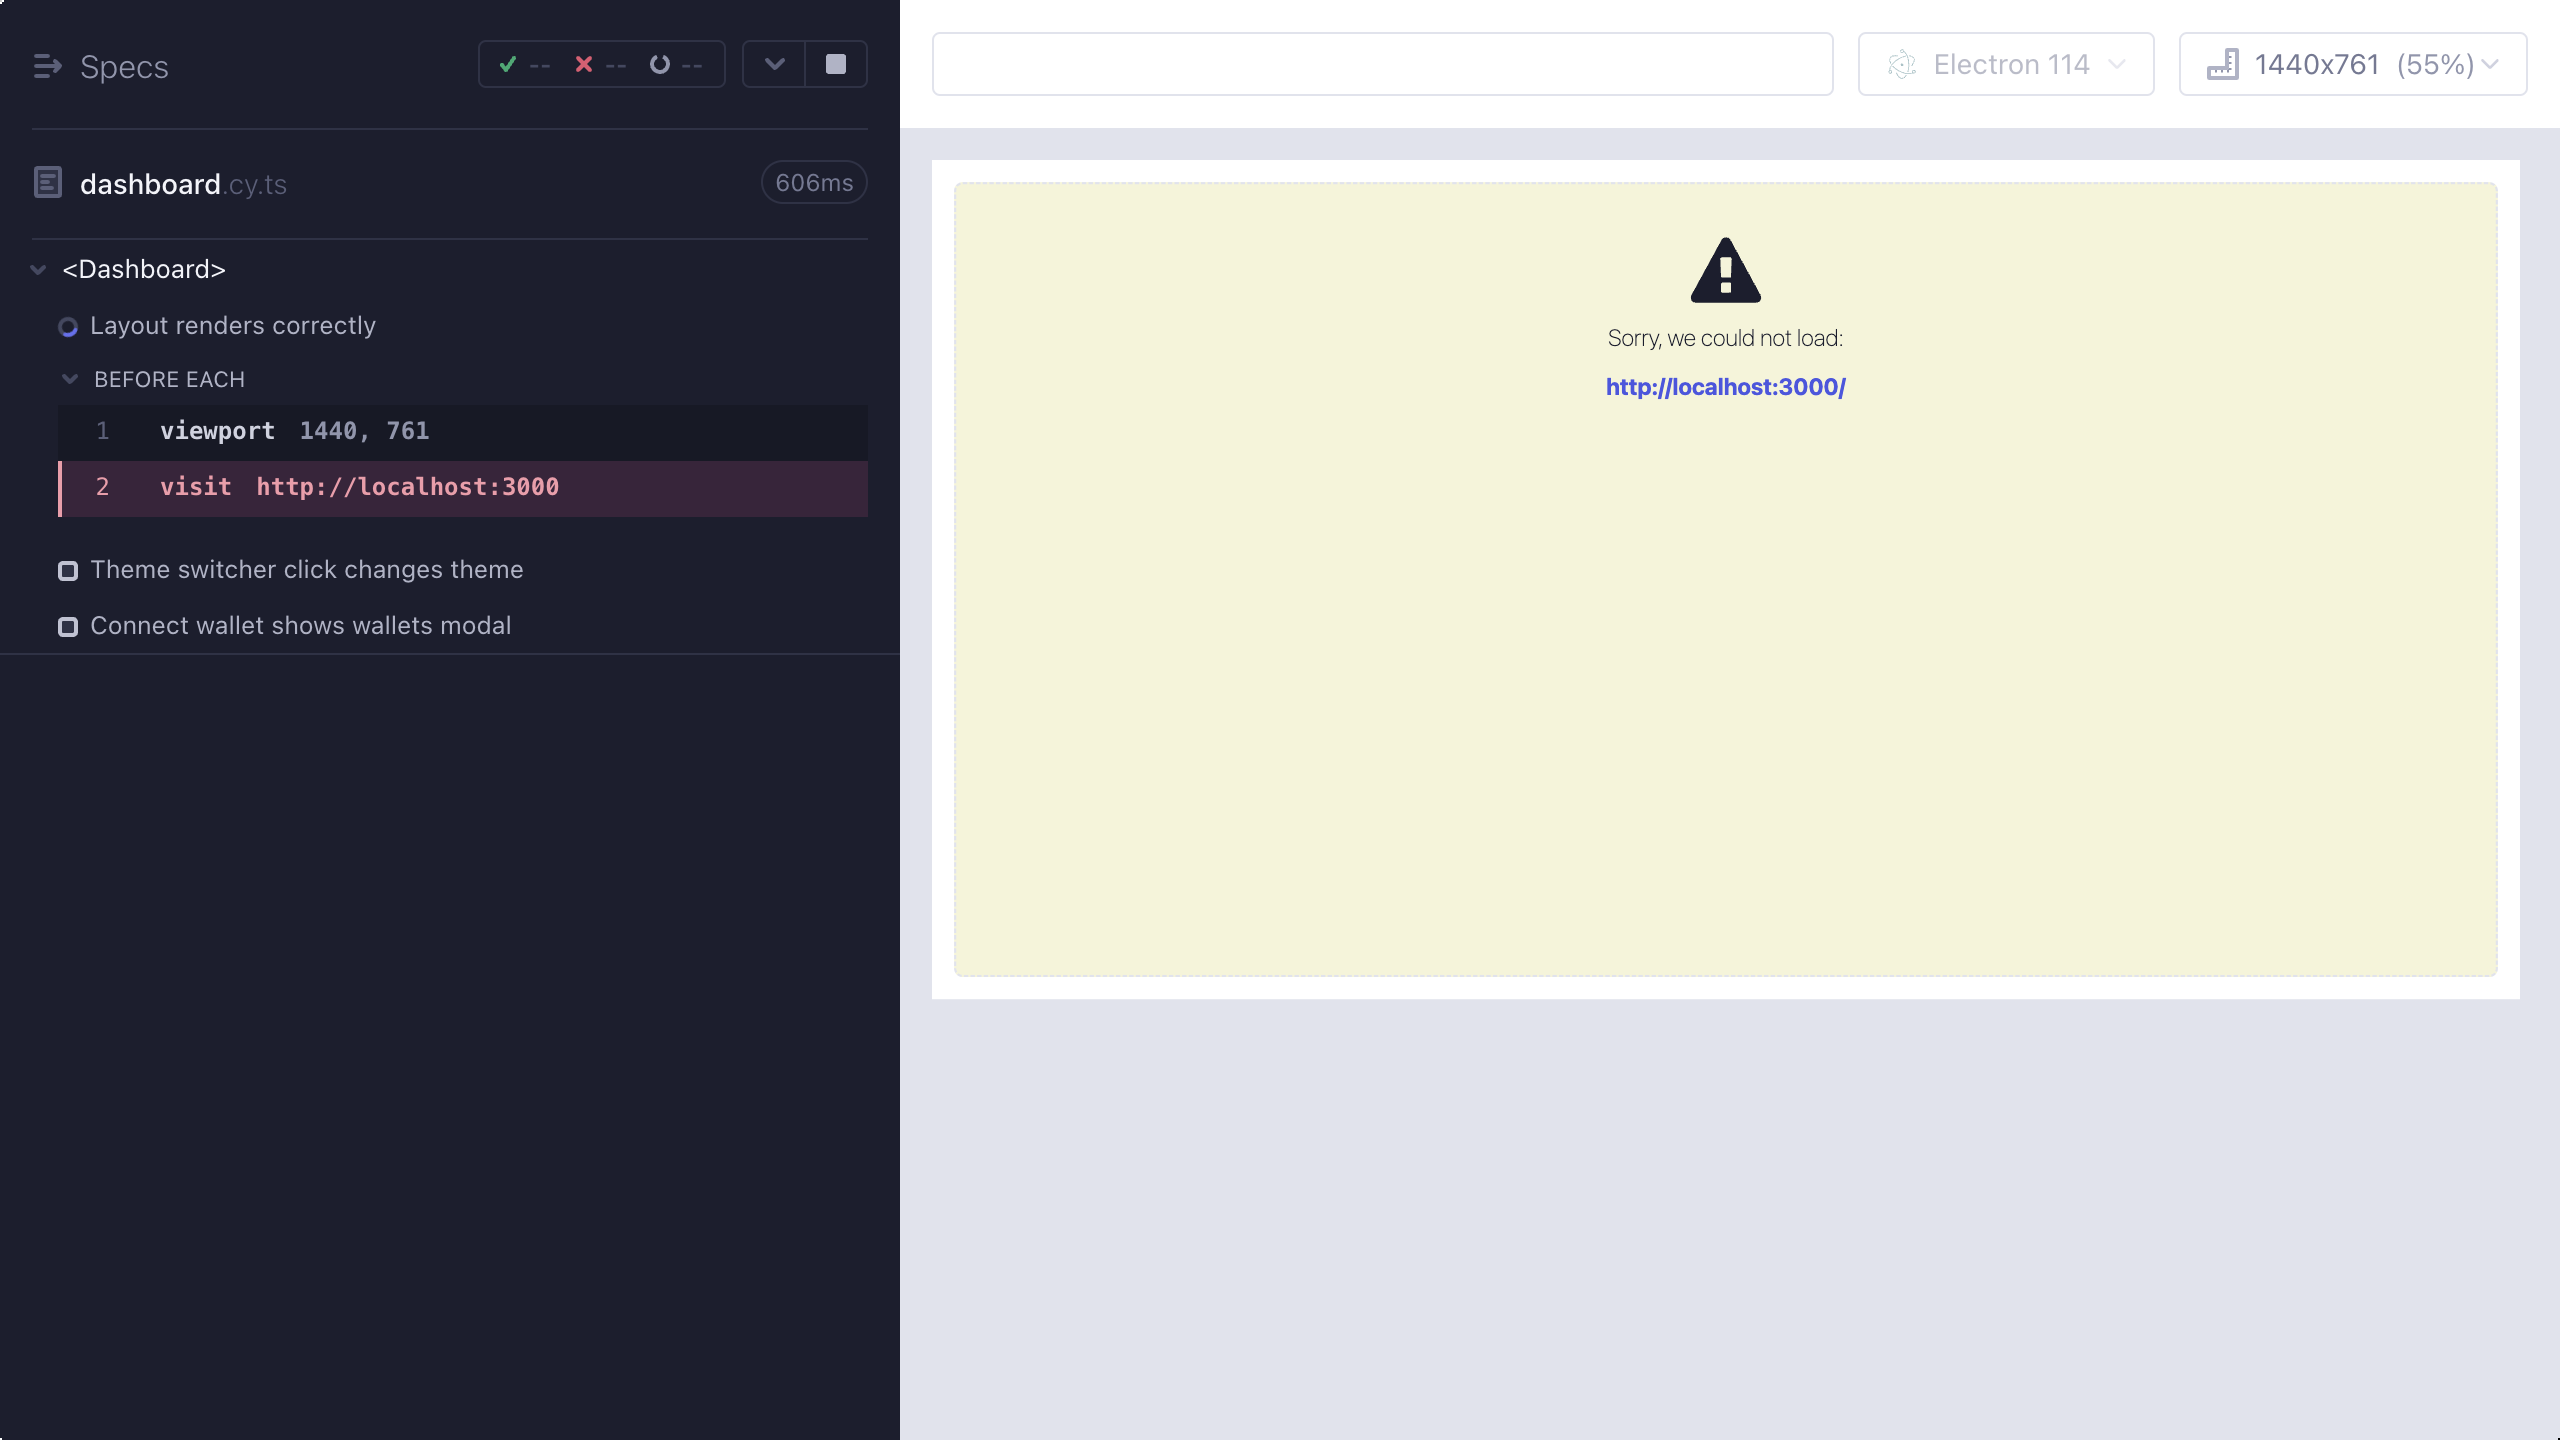 Specs
-- -- --
dashboard.cy.ts
606ms
<Dashboard>
Layout renders correctly
BEFORE EACH
1 viewport 1440, 761
2 visit http://localhost:3000
Theme switcher click changes theme
Connect wallet shows wallets modal
Electron 114
1440x761 (55%)
Sorry, we could not load:
http://localhost:3000/